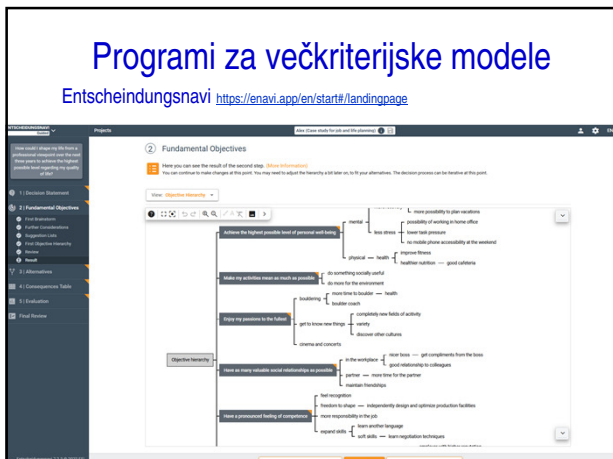 Programi za večkriterijske modele
Entscheindungsnavi https://enavi.app/en/start#/landingpage
ENTSCHEIDUNGSNAVI
Projects
Alex (Case study for job and life planning)
EN
How could I shape my life from a professional viewpoint over the next three years to achieve the highest possible level regarding my quality of life?
1 | Decision Statement
2 | Fundamental Objectives
First Brainstorm
Further Considerations
Suggestion Lists
First Objective Hierarchy
Review
Result
3 | Alternatives
4 | Consequences Table
5 | Evaluation
Final Review
2 Fundamental Objectives
Here you can see the result of the second step. (More Information)
You can continue to make changes at this point. You may need to adjust the hierarchy a bit later on, to fit your alternatives. The decision process can be iterative at this point.
View: Objective Hierarchy
Objective hierarchy
Achieve the highest possible level of personal well-being
mental
more possibility to plan vacations
less stress
possibility of working in home office
lower task pressure
no mobile phone accessibility at the weekend
physical
health
improve fitness
healthier nutrition
good cafeteria
Make my activities mean as much as possible
do something socially useful
do more for the environment
Enjoy my passions to the fullest
bouldering
more time to boulder
health
boulder coach
get to know new things
completely new fields of activity
variety
discover other cultures
cinema and concerts
Have as many valuable social relationships as possible
in the workplace
nicer boss
get compliments from the boss
good relationship to colleagues
partner
more time for the partner
maintain friendships
Have a pronounced feeling of competence
feel recognition
freedom to shape
independently design and optimize production facilities
more responsibility in the job
expand skills
learn another language
soft skills
learn negotiation techniques